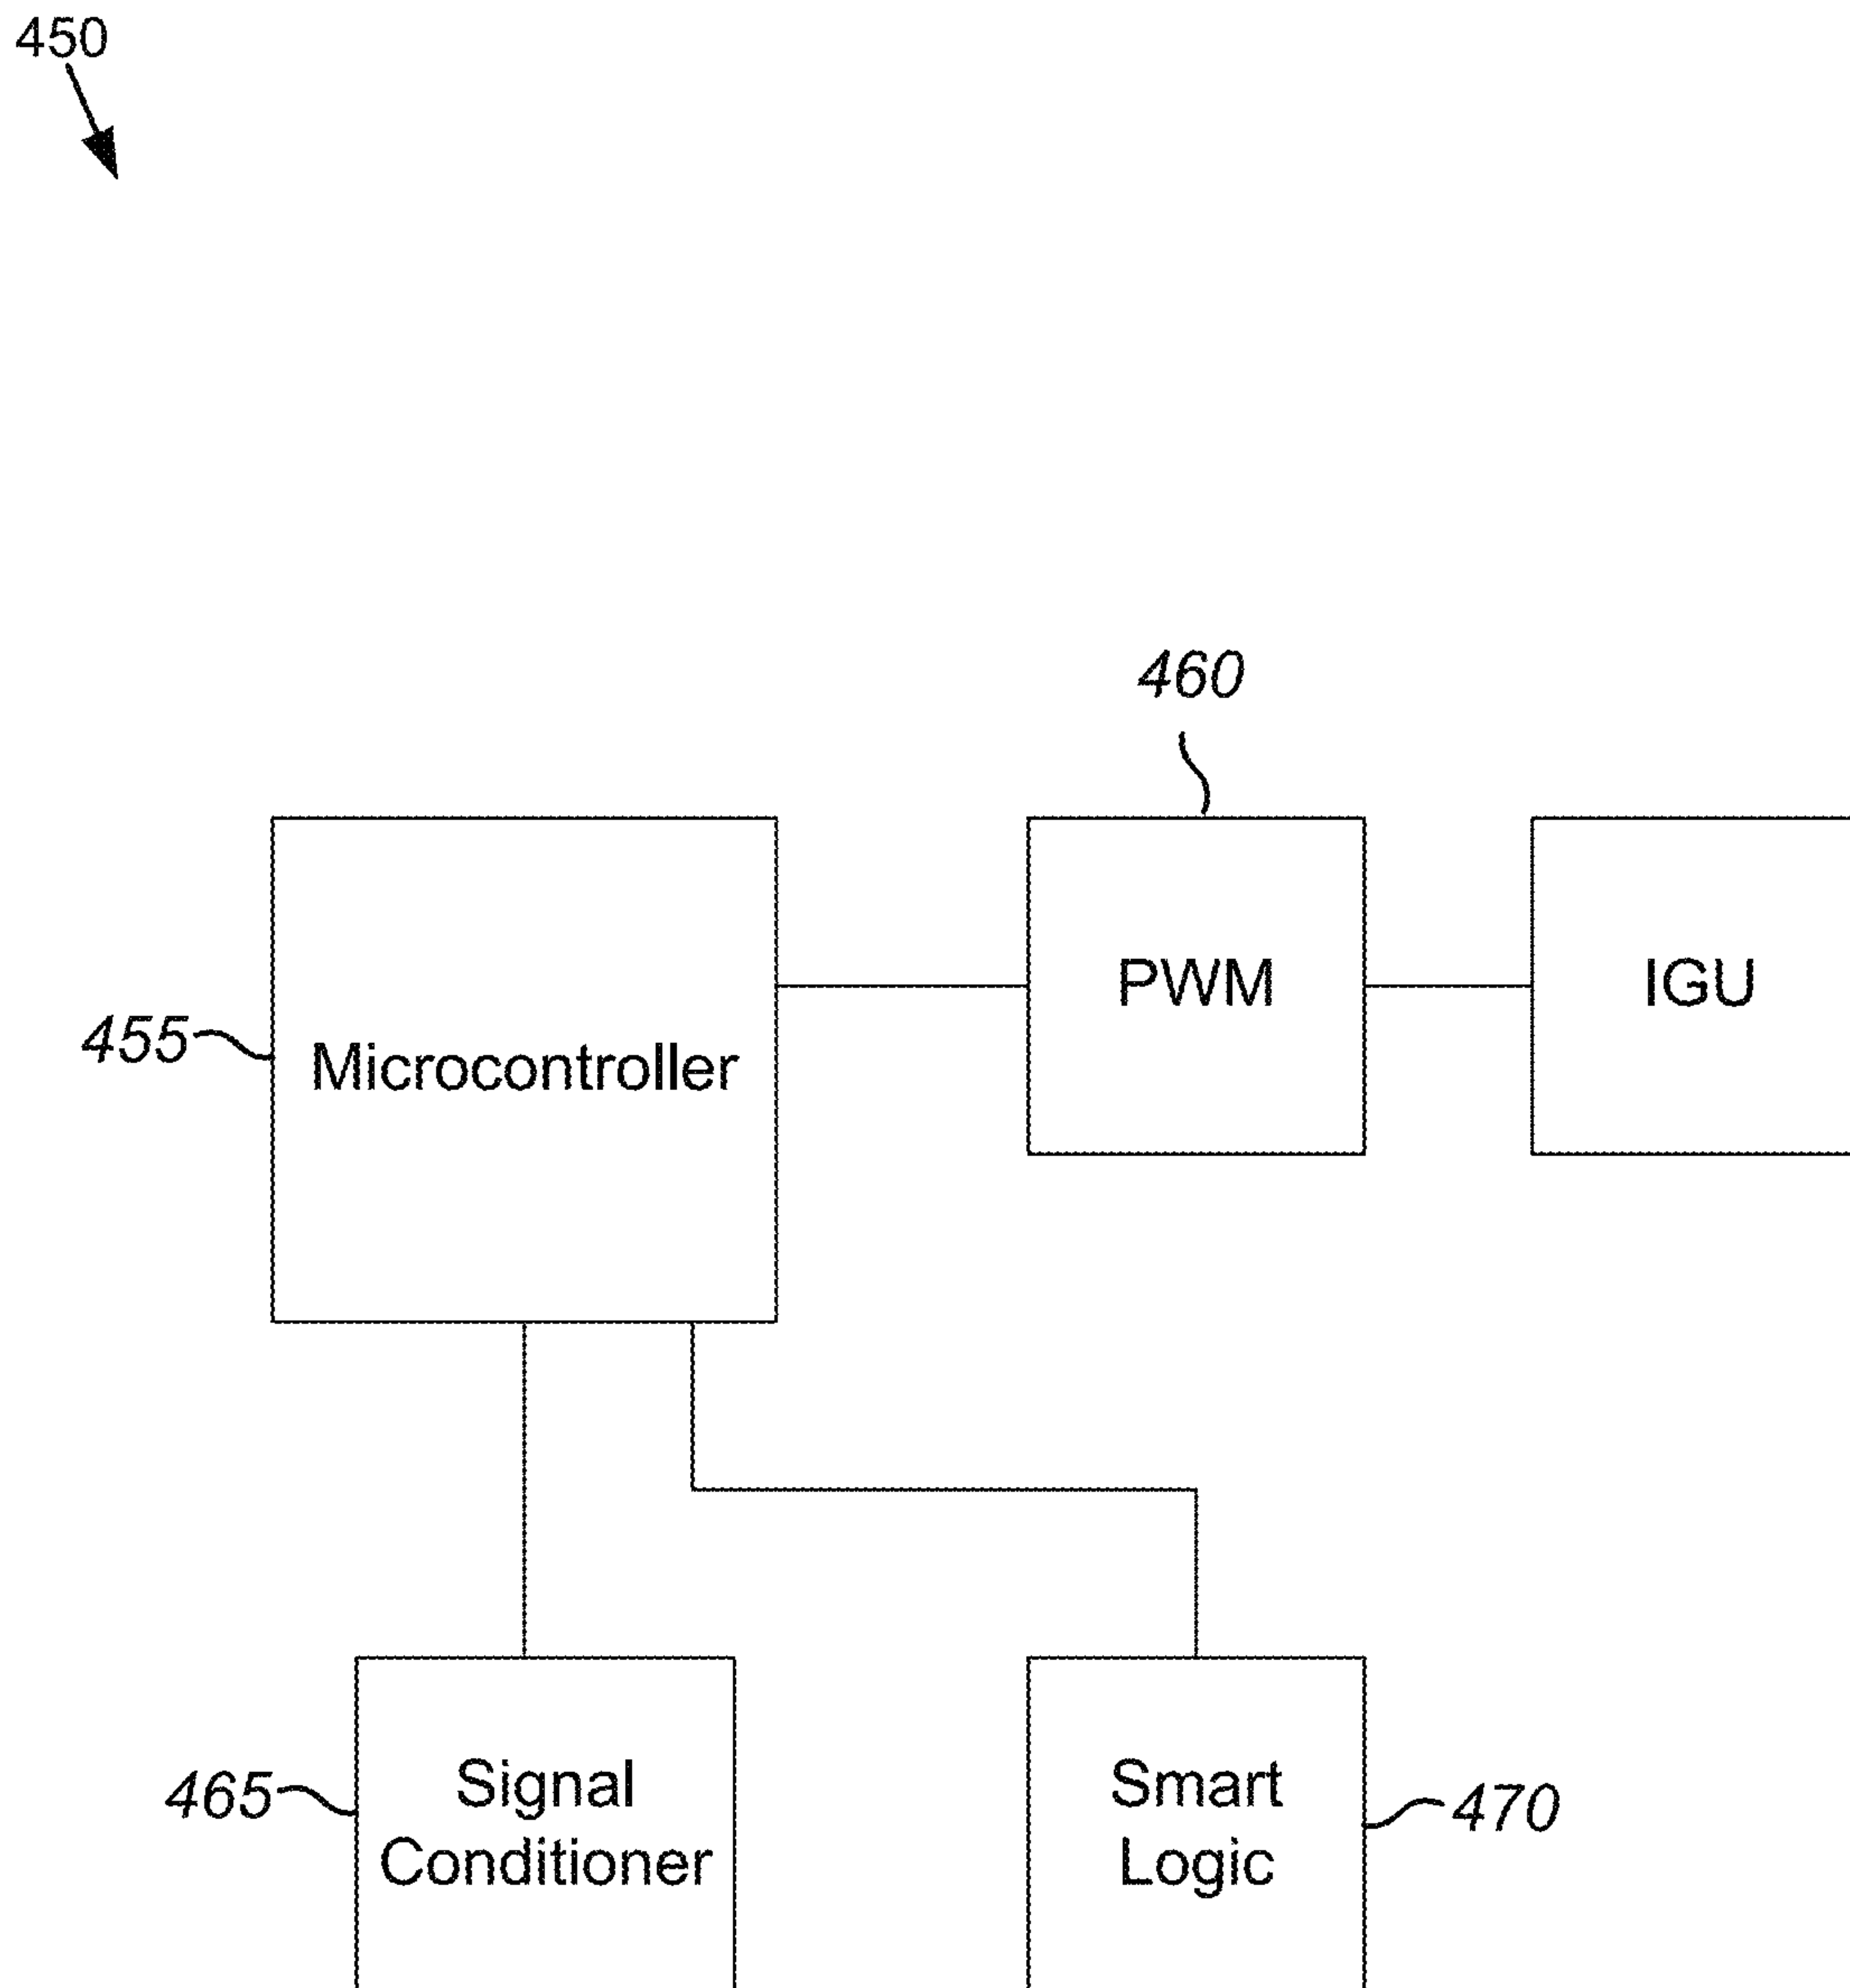 450
460
PWM
IGU
455
Microcontroller
465
Signal
Conditioner
Smart
Logic
470